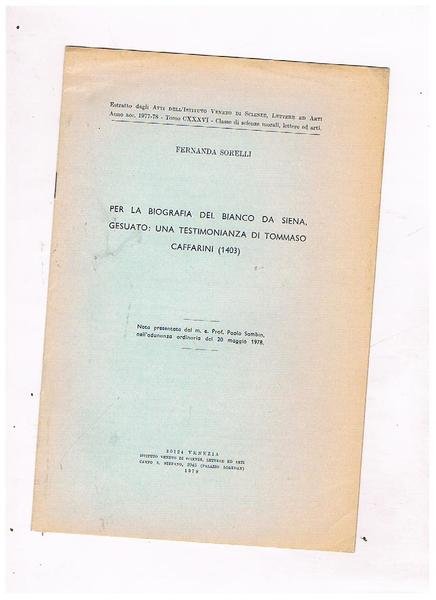 Estratto dagli ATTI DELL'ISTITUTO VENETO DI SCIENZE, LETTERE ED ARTI
Anno acc. 1977-78 - Tomo CXXXVI - Classe di scienze morali, lettere ed arti.
FERNANDA SORELLI
PER LA BIOGRAFIA DEL BIANCO DA SIENA,
GESUATO: UNA TESTIMONIANZA DI TOMMASO
CAFFARINI (1403)
Nota presentata dal m. e. Prof. Paolo Sambin,
nell'adunanza ordinaria del 20 maggio 1978.
30124 VENEZIA
ISTITUTO VENETO DI SCIENZE, LETTERE ED ARTI
CAMPO S. STEFANO, 2945 (PALAZZO LOREDAN)
1979